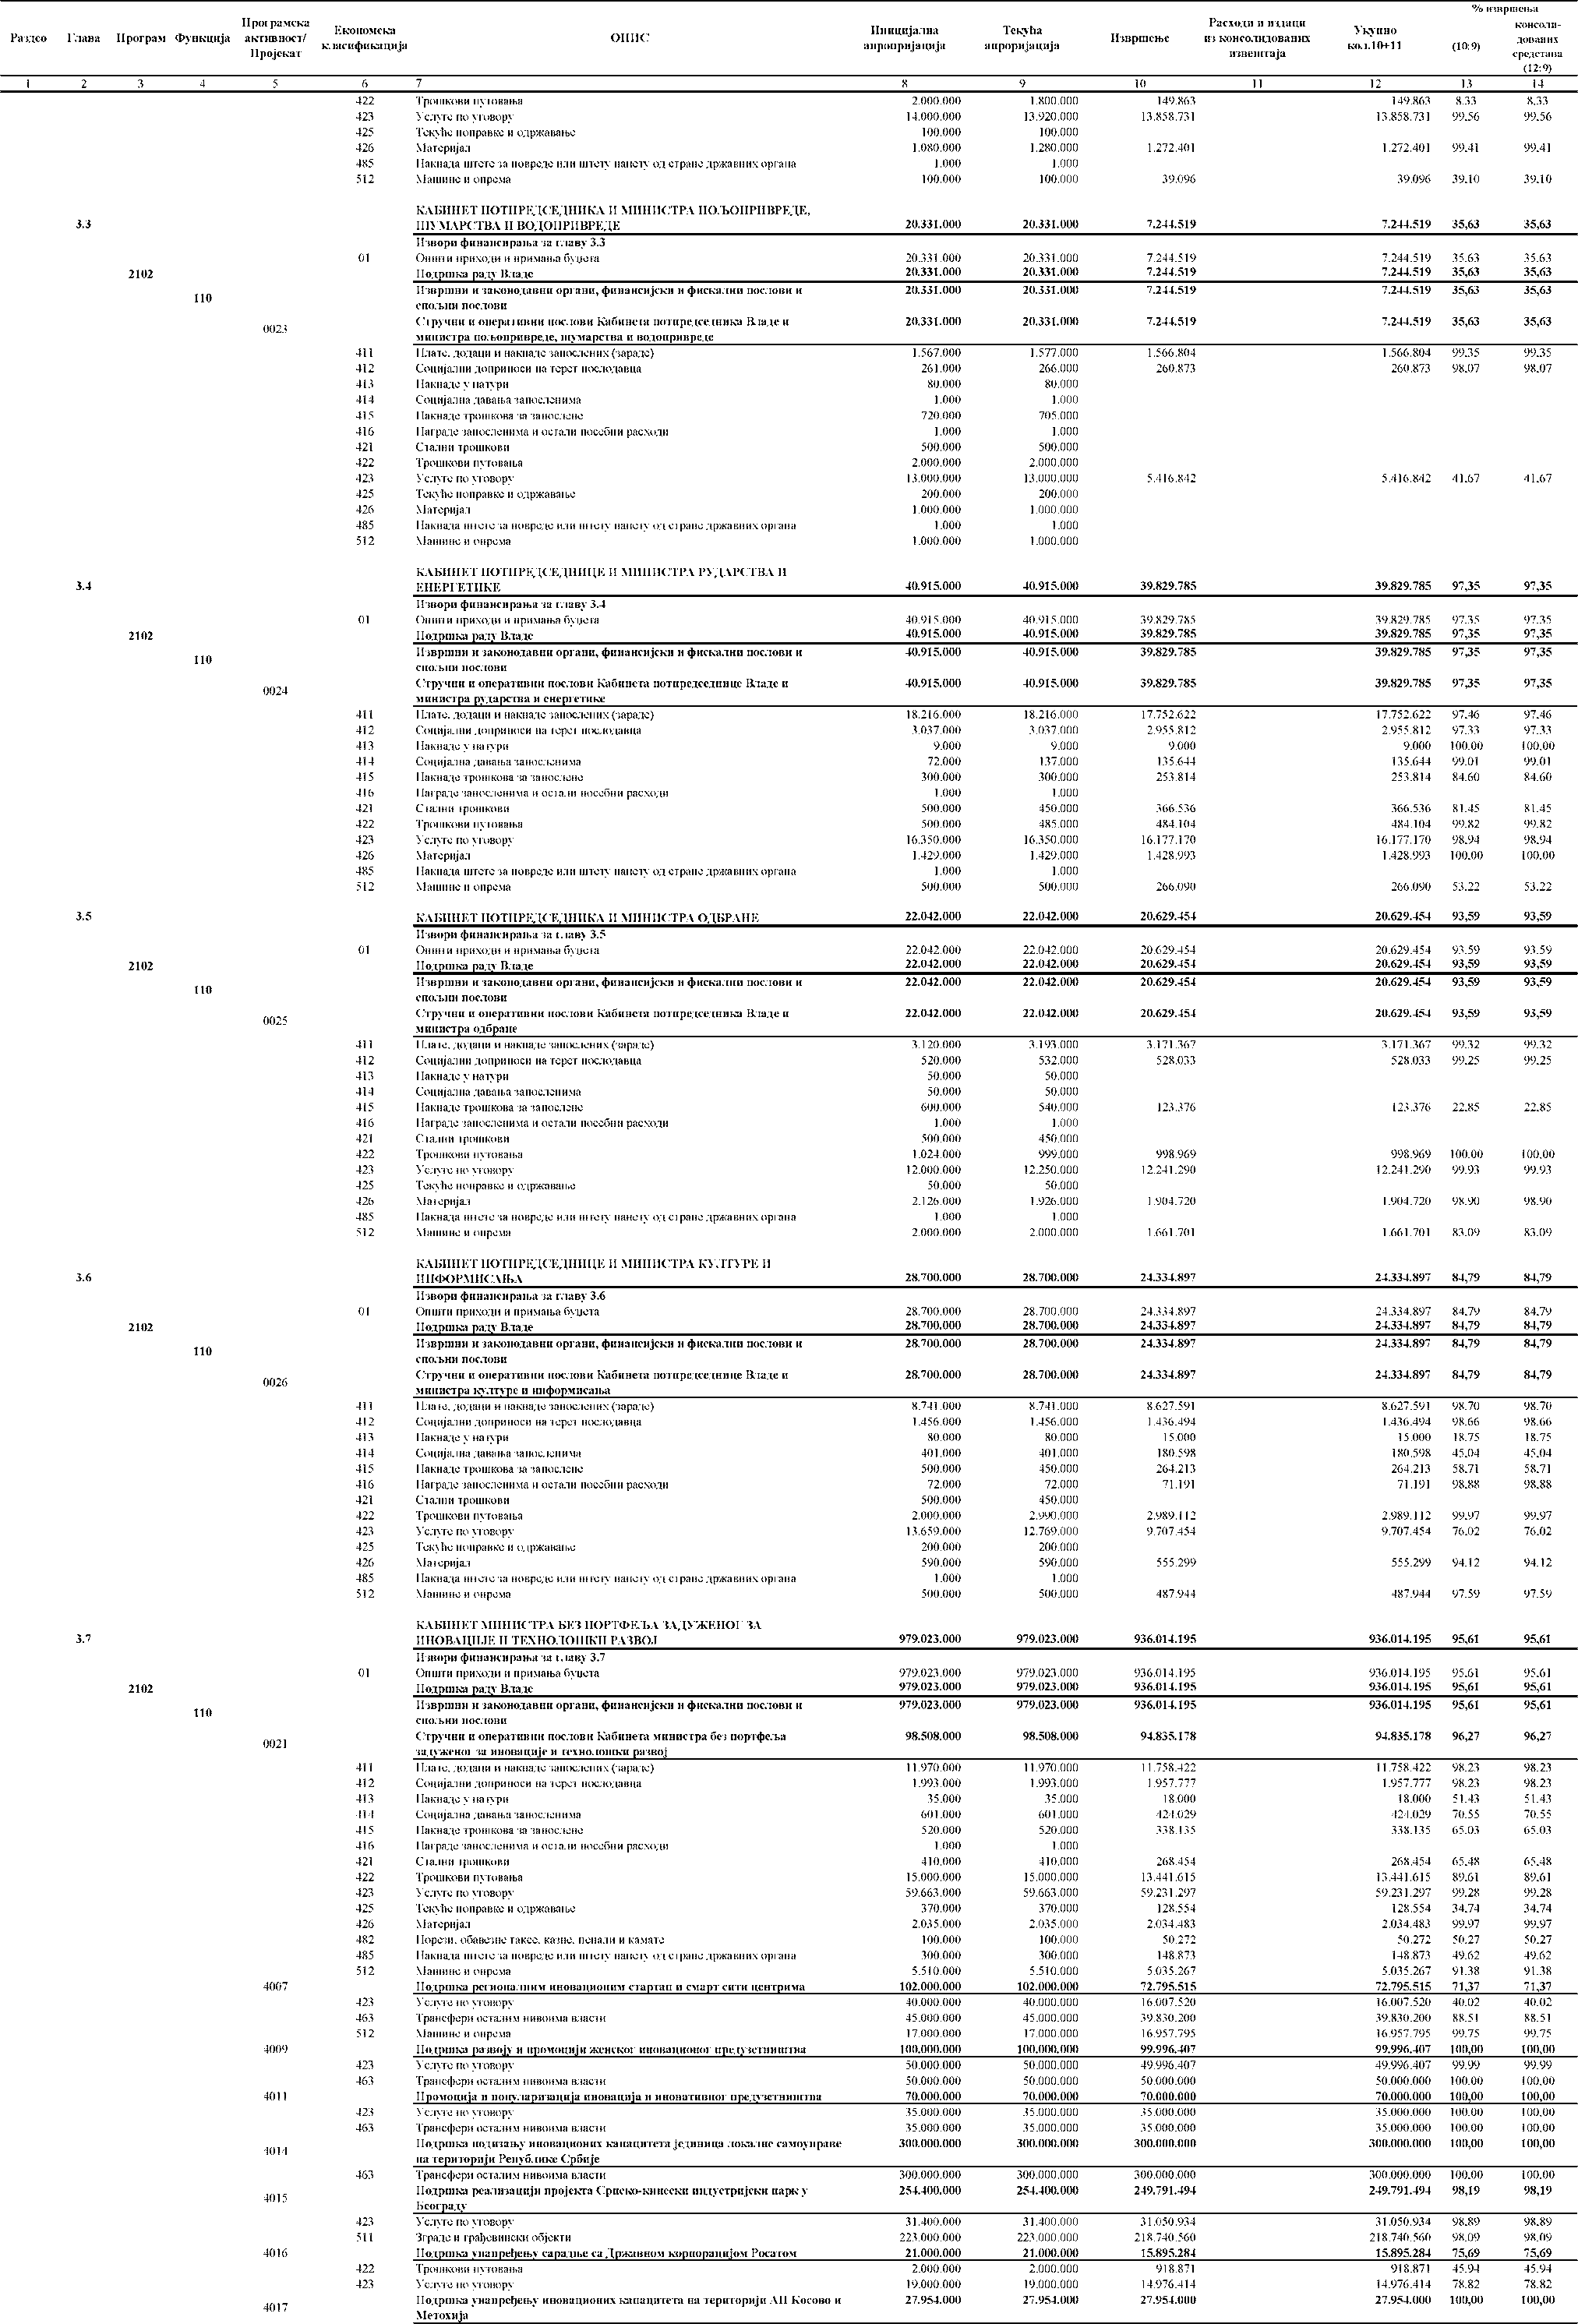 % извршења
Раздео Глава Програм Функција Програмска активност/ Пројекат Економска класификација ОПИС Иницијална апропријација Текућа апропријација Извршење Расходи и издаци из консолидованих извештаја Укупно кол.10+11 (10:9) консоли-дованих средстава (12:9)
1 2 3 4 5 6 7 8 9 10 11 12 13 14
422 Трошкови путовања 2.000.000 1.800.000 149.863 149.863 8,33 8,33
423 Услуге по уговору 14.000.000 13.920.000 13.858.731 13.858.731 99,56 99,56
425 Текуће поправке и одржавање 100.000 100.000
426 Материјал 1.080.000 1.280.000 1.272.401 1.272.401 99,41 99,41
485 Накнада штете за повреде или штету нанету од стране државних органа 1.000 1.000
512 Машине и опрема 100.000 100.000 39.096 39.096 39,10 39,10
КАБИНЕТ ПОТПРЕДСЕДНИКА И МИНИСТРА ПОЉОПРИВРЕДЕ,
3.3 ШУМАРСТВА И ВОДОПРИВРЕДЕ 20.331.000 20.331.000 7.244.519 7.244.519 35,63 35,63
Извори финансирања за главу 3.3
01 Општи приходи и примања буџета 20.331.000 20.331.000 7.244.519 7.244.519 35,63 35,63
2102 Подршка раду Владе 20.331.000 20.331.000 7.244.519 7.244.519 35,63 35,63
110 Извршни и законодавни органи, финансијски и фискални послови и 20.331.000 20.331.000 7.244.519 7.244.519 35,63 35,63
спољни послови
0023 Стручни и оперативни послови Кабинета потпредседника Владе и 20.331.000 20.331.000 7.244.519 7.244.519 35,63 35,63
министра пољопривреде, шумарства и водопривреде
411 Плате, додаци и накнаде запослених (зараде) 1.567.000 1.577.000 1.566.804 1.566.804 99,35 99,35
412 Социјални доприноси на терет послодавца 261.000 266.000 260.873 260.873 98,07 98,07
413 Накнаде у натури 80.000 80.000
414 Социјална давања запосленима 1.000 1.000
415 Накнаде трошкова за запослене 720.000 705.000
416 Награде запосленима и остали посебни расходи 1.000 1.000
421 Стални трошкови 500.000 500.000
422 Трошкови путовања 2.000.000 2.000.000
423 Услуге по уговору 13.000.000 13.000.000 5.416.842 5.416.842 41,67 41,67
425 Текуће поправке и одржавање 200.000 200.000
426 Материјал 1.000.000 1.000.000
485 Накнада штете за повреде или штету нанету од стране државних органа 1.000 1.000
512 Машине и опрема 1.000.000 1.000.000
КАБИНЕТ ПОТПРЕДСЕДНИЦЕ И МИНИСТРА РУДАРСТВА И
3.4 ЕНЕРГЕТИКЕ 40.915.000 40.915.000 39.829.785 39.829.785 97,35 97,35
Извори финансирања за главу 3.4
01 Општи приходи и примања буџета 40.915.000 40.915.000 39.829.785 39.829.785 97,35 97,35
2102 Подршка раду Владе 40.915.000 40.915.000 39.829.785 39.829.785 97,35 97,35
110 Извршни и законодавни органи, финансијски и фискални послови и 40.915.000 40.915.000 39.829.785 39.829.785 97,35 97,35
спољни послови
0024 Стручни и оперативни послови Кабинета потпредседнице Владе и 40.915.000 40.915.000 39.829.785 39.829.785 97,35 97,35
министра рударства и енергетике
411 Плате, додаци и накнаде запослених (зараде) 18.216.000 18.216.000 17.752.622 17.752.622 97,46 97,46
412 Социјални доприноси на терет послодавца 3.037.000 3.037.000 2.955.812 2.955.812 97,33 97,33
413 Накнаде у натури 9.000 9.000 9.000 9.000 100,00 100,00
414 Социјална давања запосленима 72.000 137.000 135.644 135.644 99,01 99,01
415 Накнаде трошкова за запослене 300.000 300.000 253.814 253.814 84,60 84,60
416 Награде запосленима и остали посебни расходи 1.000 1.000
421 Стални трошкови 500.000 450.000 366.536 366.536 81,45 81,45
422 Трошкови путовања 500.000 485.000 484.104 484.104 99,82 99,82
423 Услуге по уговору 16.350.000 16.350.000 16.177.170 16.177.170 98,94 98,94
426 Материјал 1.429.000 1.429.000 1.428.993 1.428.993 100,00 100,00
485 Накнада штете за повреде или штету нанету од стране државних органа 1.000 1.000
512 Машине и опрема 500.000 500.000 266.090 266.090 53,22 53,22
3.5 КАБИНЕТ ПОТПРЕДСЕДНИКА И МИНИСТРА ОДБРАНЕ 22.042.000 22.042.000 20.629.454 20.629.454 93,59 93,59
Извори финансирања за главу 3.5
01 Општи приходи и примања буџета 22.042.000 22.042.000 20.629.454 20.629.454 93,59 93,59
2102 Подршка раду Владе 22.042.000 22.042.000 20.629.454 20.629.454 93,59 93,59
110 Извршни и законодавни органи, финансијски и фискални послови и 22.042.000 22.042.000 20.629.454 20.629.454 93,59 93,59
спољни послови
0025 Стручни и оперативни послови Кабинета потпредседника Владе и 22.042.000 22.042.000 20.629.454 20.629.454 93,59 93,59
министра одбране
411 Плате, додаци и накнаде запослених (зараде) 3.120.000 3.193.000 3.171.367 3.171.367 99,32 99,32
412 Социјални доприноси на терет послодавца 520.000 532.000 528.033 528.033 99,25 99,25
413 Накнаде у натури 50.000 50.000
414 Социјална давања запосленима 50.000 50.000
415 Накнаде трошкова за запослене 600.000 540.000 123.376 123.376 22,85 22,85
416 Награде запосленима и остали посебни расходи 1.000 1.000
421 Стални трошкови 500.000 450.000
422 Трошкови путовања 1.024.000 999.000 998.969 998.969 100,00 100,00
423 Услуге по уговору 12.000.000 12.250.000 12.241.290 12.241.290 99,93 99,93
425 Текуће поправке и одржавање 50.000 50.000
426 Материјал 2.126.000 1.926.000 1.904.720 1.904.720 98,90 98,90
485 Накнада штете за повреде или штету нанету од стране државних органа 1.000 1.000
512 Машине и опрема 2.000.000 2.000.000 1.661.701 1.661.701 83,09 83,09
КАБИНЕТ ПОТПРЕДСЕДНИЦЕ И МИНИСТРА КУЛТУРЕ И
3.6 ИНФОРМИСАЊА 28.700.000 28.700.000 24.334.897 24.334.897 84,79 84,79
Извори финансирања за главу 3.6
01 Општи приходи и примања буџета 28.700.000 28.700.000 24.334.897 24.334.897 84,79 84,79
2102 Подршка раду Владе 28.700.000 28.700.000 24.334.897 24.334.897 84,79 84,79
110 Извршни и законодавни органи, финансијски и фискални послови и 28.700.000 28.700.000 24.334.897 24.334.897 84,79 84,79
спољни послови
0026 Стручни и оперативни послови Кабинета потпредседнице Владе и 28.700.000 28.700.000 24.334.897 24.334.897 84,79 84,79
министра културе и информисања
411 Плате, додаци и накнаде запослених (зараде) 8.741.000 8.741.000 8.627.591 8.627.591 98,70 98,70
412 Социјални доприноси на терет послодавца 1.456.000 1.456.000 1.436.494 1.436.494 98,66 98,66
413 Накнаде у натури 80.000 80.000 15.000 15.000 18,75 18,75
414 Социјална давања запосленима 401.000 401.000 180.598 180.598 45,04 45,04
415 Накнаде трошкова за запослене 500.000 450.000 264.213 264.213 58,71 58,71
416 Награде запосленима и остали посебни расходи 72.000 72.000 71.191 71.191 98,88 98,88
421 Стални трошкови 500.000 450.000
422 Трошкови путовања 2.000.000 2.990.000 2.989.112 2.989.112 99,97 99,97
423 Услуге по уговору 13.659.000 12.769.000 9.707.454 9.707.454 76,02 76,02
425 Текуће поправке и одржавање 200.000 200.000
426 Материјал 590.000 590.000 555.299 555.299 94,12 94,12
485 Накнада штете за повреде или штету нанету од стране државних органа 1.000 1.000
512 Машине и опрема 500.000 500.000 487.944 487.944 97,59 97,59
КАБИНЕТ МИНИСТРА БЕЗ ПОРТФЕЉА ЗАДУЖЕНОГ ЗА
3.7 ИНОВАЦИЈЕ И ТЕХНОЛОШКИ РАЗВОЈ 979.023.000 979.023.000 936.014.195 936.014.195 95,61 95,61
Извори финансирања за главу 3.7
01 Општи приходи и примања буџета 979.023.000 979.023.000 936.014.195 936.014.195 95,61 95,61
2102 Подршка раду Владе 979.023.000 979.023.000 936.014.195 936.014.195 95,61 95,61
110 Извршни и законодавни органи, финансијски и фискални послови и 979.023.000 979.023.000 936.014.195 936.014.195 95,61 95,61
спољни послови
0021 Стручни и оперативни послови Кабинета министра без портфеља 98.508.000 98.508.000 94.835.178 94.835.178 96,27 96,27
задуженог за иновације и технолошки развој
411 Плате, додаци и накнаде запослених (зараде) 11.970.000 11.970.000 11.758.422 11.758.422 98,23 98,23
412 Социјални доприноси на терет послодавца 1.993.000 1.993.000 1.957.777 1.957.777 98,23 98,23
413 Накнаде у натури 35.000 35.000 18.000 18.000 51,43 51,43
414 Социјална давања запосленима 601.000 601.000 424.029 424.029 70,55 70,55
415 Накнаде трошкова за запослене 520.000 520.000 338.135 338.135 65,03 65,03
416 Награде запосленима и остали посебни расходи 1.000 1.000
421 Стални трошкови 410.000 410.000 268.454 268.454 65,48 65,48
422 Трошкови путовања 15.000.000 15.000.000 13.441.615 13.441.615 89,61 89,61
423 Услуге по уговору 59.663.000 59.663.000 59.231.297 59.231.297 99,28 99,28
425 Текуће поправке и одржавање 370.000 370.000 128.554 128.554 34,74 34,74
426 Материјал 2.035.000 2.035.000 2.034.483 2.034.483 99,97 99,97
482 Порези, обавезне таксе, казне, пенали и камате 100.000 100.000 50.272 50.272 50,27 50,27
485 Накнада штете за повреде или штету нанету од стране државних органа 300.000 300.000 148.873 148.873 49,62 49,62
512 Машине и опрема 5.510.000 5.510.000 5.035.267 5.035.267 91,38 91,38
4007 Подршка регионалним иновационим стартап и смарт сити центрима 102.000.000 102.000.000 72.795.515 72.795.515 71,37 71,37
423 Услуге по уговору 40.000.000 40.000.000 16.007.520 16.007.520 40,02 40,02
463 Трансфери осталим нивоима власти 45.000.000 45.000.000 39.830.200 39.830.200 88,51 88,51
512 Машине и опрема 17.000.000 17.000.000 16.957.795 16.957.795 99,75 99,75
4009 Подршка развоју и промоцији женског иновационог предузетништва 100.000.000 100.000.000 99.996.407 99.996.407 100,00 100,00
423 Услуге по уговору 50.000.000 50.000.000 49.996.407 49.996.407 99,99 99,99
463 Трансфери осталим нивоима власти 50.000.000 50.000.000 50.000.000 50.000.000 100,00 100,00
4011 Промоција и популаризација иновација и иновативног предузетништва 70.000.000 70.000.000 70.000.000 70.000.000 100,00 100,00
423 Услуге по уговору 35.000.000 35.000.000 35.000.000 35.000.000 100,00 100,00
463 Трансфери осталим нивоима власти 35.000.000 35.000.000 35.000.000 35.000.000 100,00 100,00
4014 Подршка подизању иновационих капацитета јединица локалне самоуправе 300.000.000 300.000.000 300.000.000 300.000.000 100,00 100,00
на територији Републике Србије
463 Трансфери осталим нивоима власти 300.000.000 300.000.000 300.000.000 300.000.000 100,00 100,00
4015 Подршка реализацији пројекта Српско-кинески индустријски парк у 254.400.000 254.400.000 249.791.494 249.791.494 98,19 98,19
Београду
423 Услуге по уговору 31.400.000 31.400.000 31.050.934 31.050.934 98,89 98,89
511 Зграде и грађевински објекти 223.000.000 223.000.000 218.740.560 218.740.560 98,09 98,09
4016 Подршка унапређењу сарадње са Државном корпорацијом Росатом 21.000.000 21.000.000 15.895.284 15.895.284 75,69 75,69
422 Трошкови путовања 2.000.000 2.000.000 918.871 918.871 45,94 45,94
423 Услуге по уговору 19.000.000 19.000.000 14.976.414 14.976.414 78,82 78,82
4017 Подршка унапређењу иновационих капацитета на територији АП Косово и 27.954.000 27.954.000 27.954.000 27.954.000 100,00 100,00
Метохија